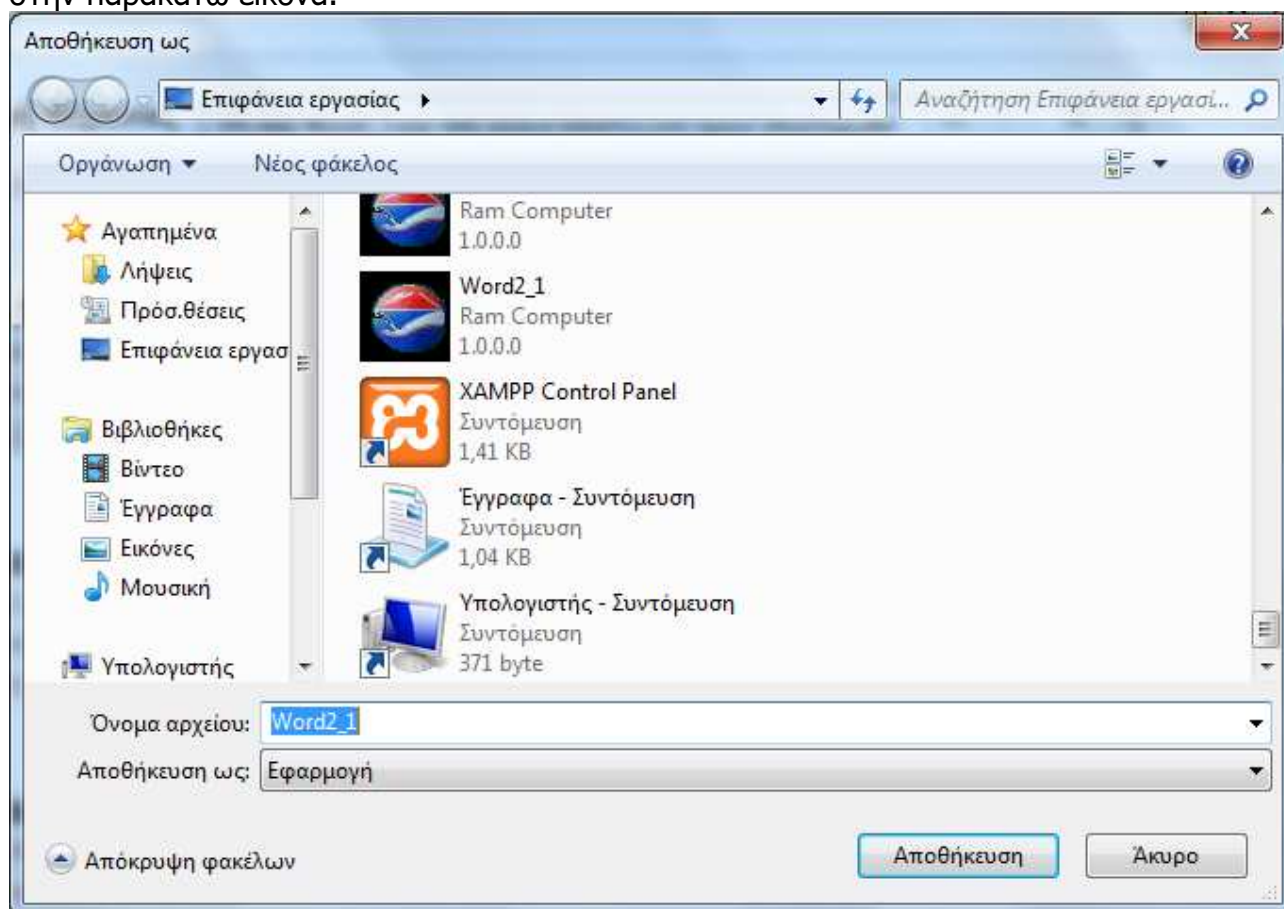 στην παρακάτω εικόνα.
Αποθήκευση ως
Επιφάνεια εργασίας
Αναζήτηση Επιφάνεια εργασί...
Οργάνωση
Νέος φάκελος
Αγαπημένα
Λήψεις
Πρόσ.θέσεις
Επιφάνεια εργασ
Βιβλιοθήκες
Βίντεο
Έγγραφα
Εικόνες
Μουσική
Υπολογιστής
Ram Computer
1.0.0.0
Word2_1
Ram Computer
1.0.0.0
XAMPP Control Panel
Συντόμευση
1,41 KB
Έγγραφα - Συντόμευση
Συντόμευση
1,04 KB
Υπολογιστής - Συντόμευση
Συντόμευση
371 byte
Όνομα αρχείου: Word2_1
Αποθήκευση ως: Εφαρμογή
Απόκρυψη φακέλων
Αποθήκευση
Άκυρο